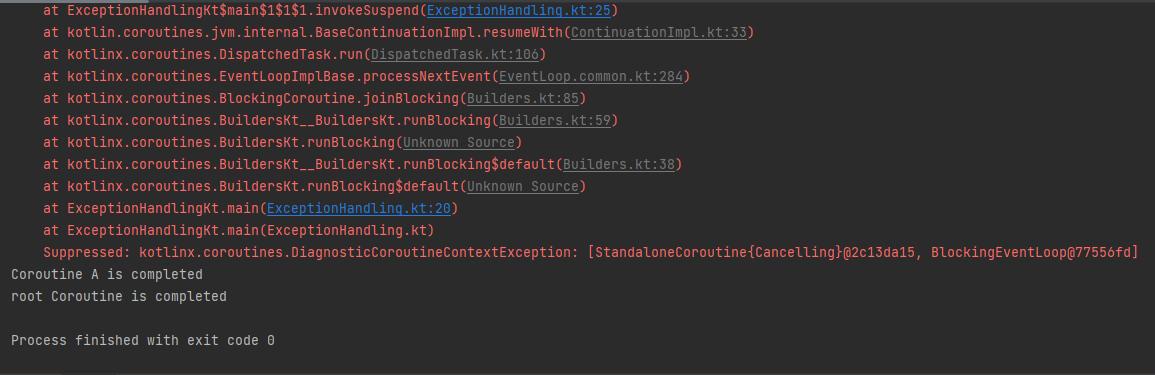 at ExceptionHandlingKt$main$1$1$1.invokeSuspend(ExceptionHandling.kt:25)
at kotlin.coroutines.jvm.internal.BaseContinuationImpl.resumeWith(ContinuationImpl.kt:33)
at kotlinx.coroutines.DispatchedTask.run(DispatchedTask.kt:106)
at kotlinx.coroutines.EventLoopImplBase.processNextEvent(EventLoop.common.kt:284)
at kotlinx.coroutines.BlockingCoroutine.joinBlocking(Builders.kt:85)
at kotlinx.coroutines.BuildersKt__BuildersKt.runBlocking(Builders.kt:59)
at kotlinx.coroutines.BuildersKt.runBlocking(Unknown Source)
at kotlinx.coroutines.BuildersKt__BuildersKt.runBlocking$default(Builders.kt:38)
at kotlinx.coroutines.BuildersKt.runBlocking$default(Unknown Source)
at ExceptionHandlingKt.main(ExceptionHandling.kt:20)
at ExceptionHandlingKt.main(ExceptionHandling.kt)
Suppressed: kotlinx.coroutines.DiagnosticCoroutineContextException: [StandaloneCoroutine{Cancelling}@2c13da15, BlockingEventLoop@77556fd]
Coroutine A is completed
root Coroutine is completed
Process finished with exit code 0